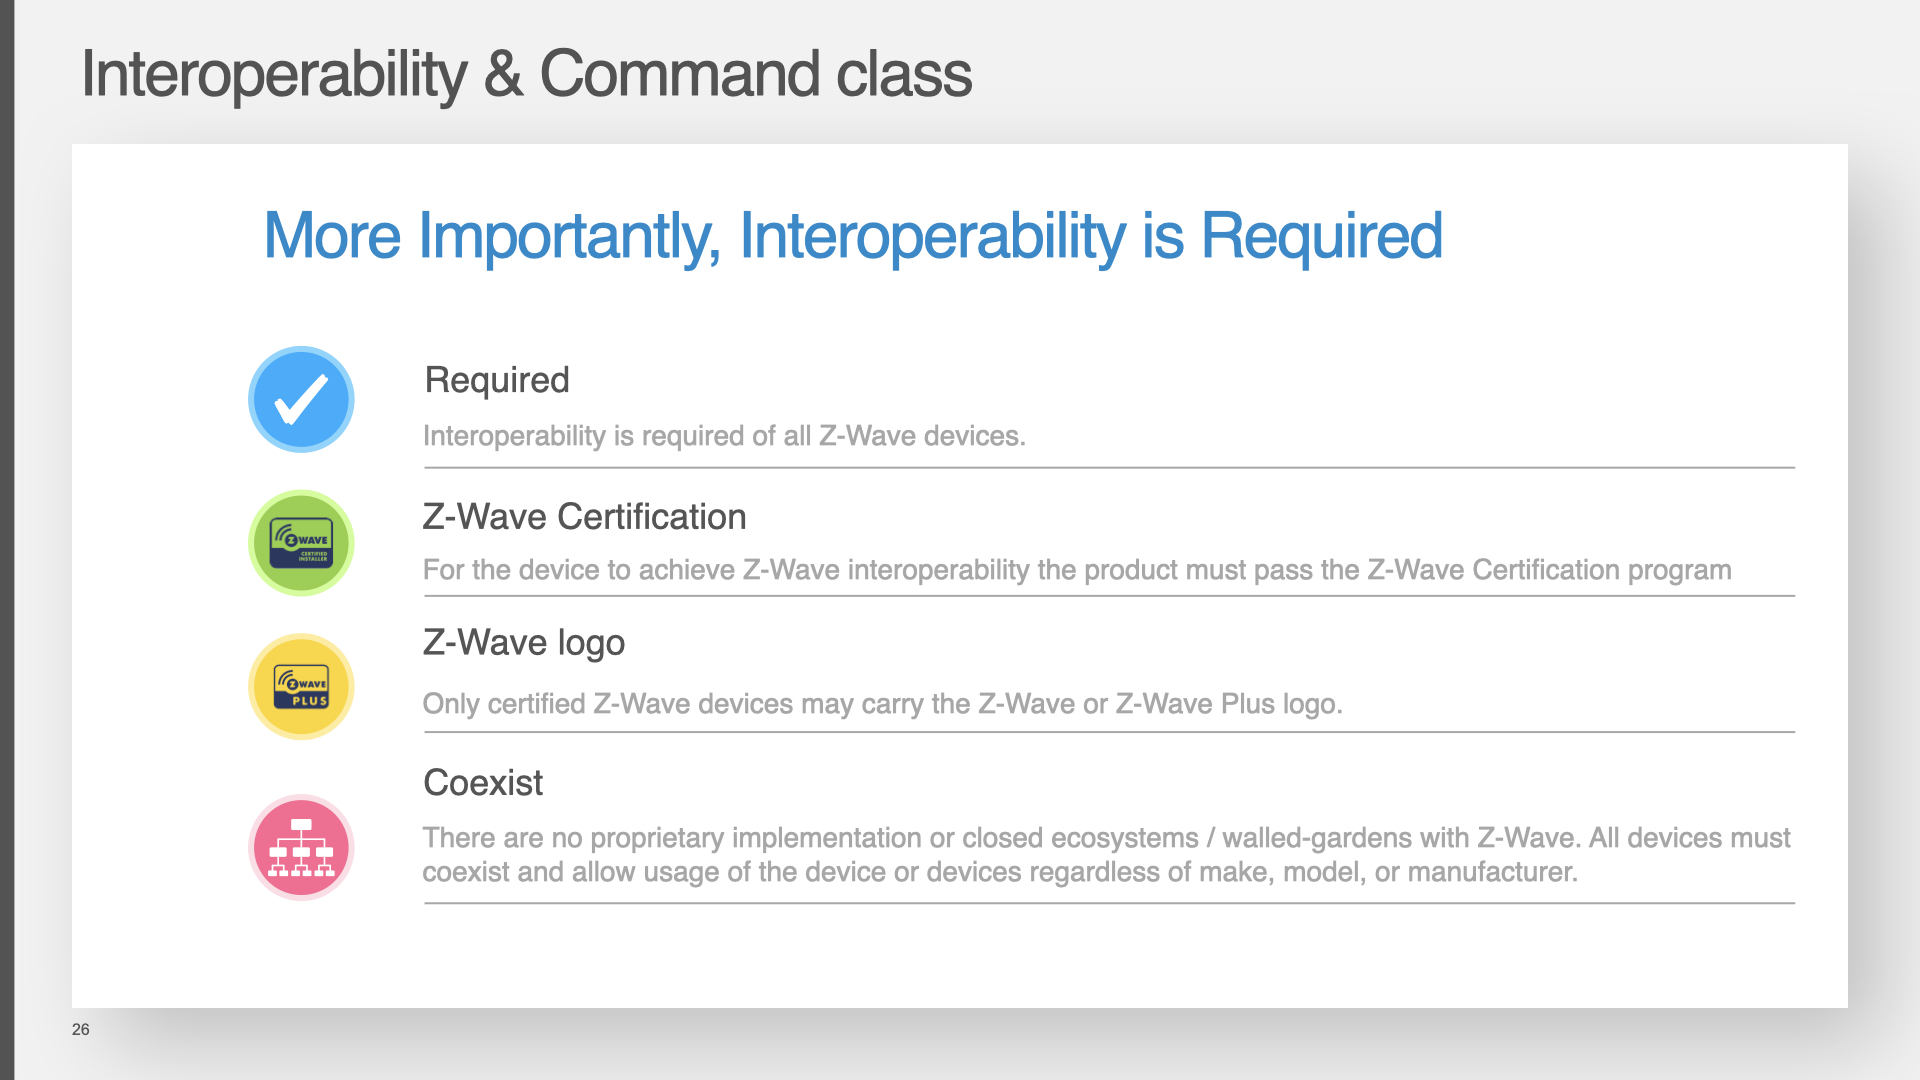 Interoperability & Command class
More Importantly, Interoperability is Required
Required
Interoperability is required of all Z-Wave devices.
Z WAVE
CERTIFIED
INSTALLER
Z-Wave Certification
For the device to achieve Z-Wave interoperability the product must pass the Z-Wave Certification program
Z-Wave logo
Z WAVE
PLUS
Only certified Z-Wave devices may carry the Z-Wave or Z-Wave Plus logo.
Coexist
There are no proprietary implementation or closed ecosystems / walled-gardens with Z-Wave. All devices must
coexist and allow usage of the device or devices regardless of make, model, or manufacturer.
26